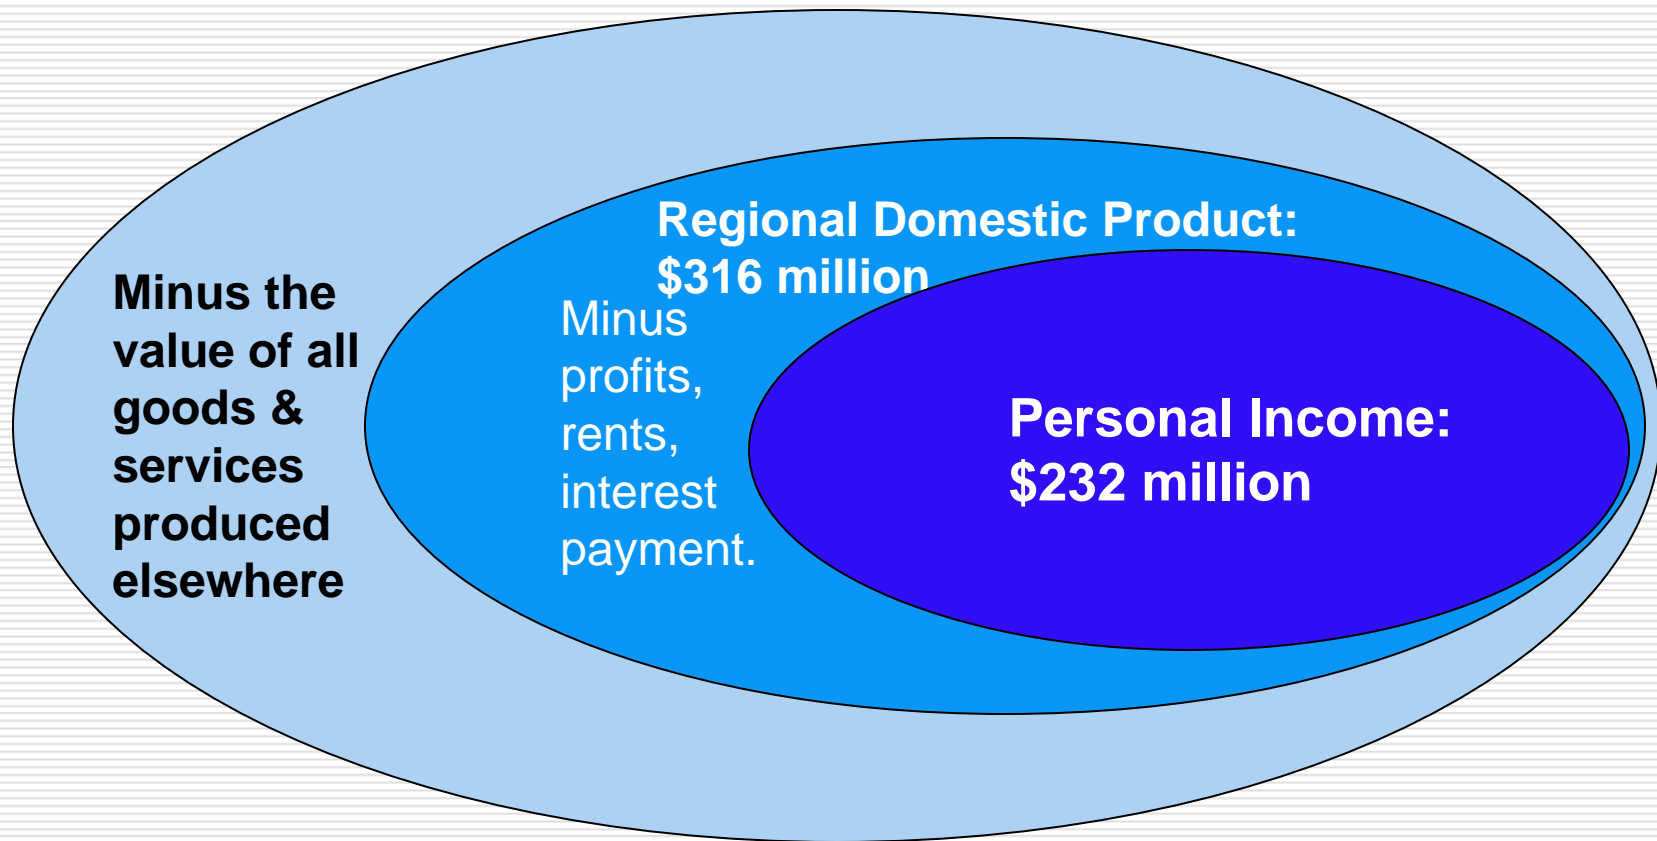 Minus the
value of all
goods &
services
produced
elsewhere
Regional Domestic Product:
$316 million
Minus
profits,
rents,
interest
payment.
Personal Income:
$232 million